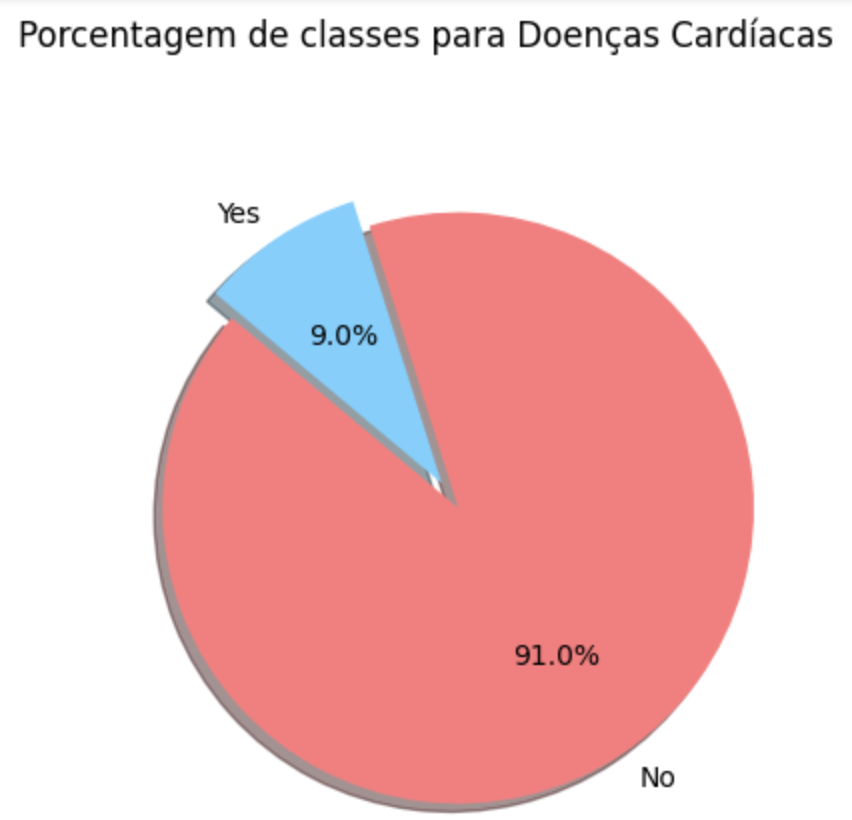 Porcentagem de classes para Doenças Cardíacas
Yes
9.0%
91.0%
No